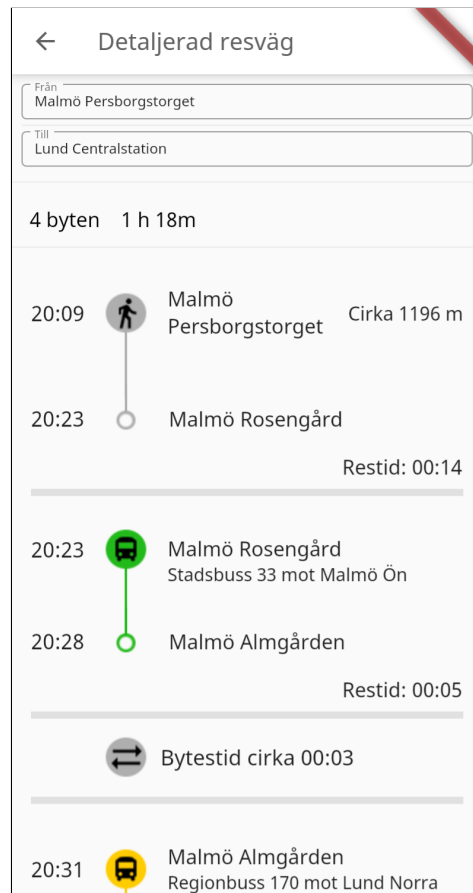 Detaljerad resväg
Från
Malmö Persborgstorget
Till
Lund Centralstation
4 byten 1 h 18m
20:09 Malmö Persborgstorget Cirka 1196 m
20:23 Malmö Rosengård
Restid: 00:14
20:23 Malmö Rosengård
Stadsbuss 33 mot Malmö Ön
20:28 Malmö Almgården
Restid: 00:05
Bytestid cirka 00:03
20:31 Malmö Almgården
Regionbuss 170 mot Lund Norra